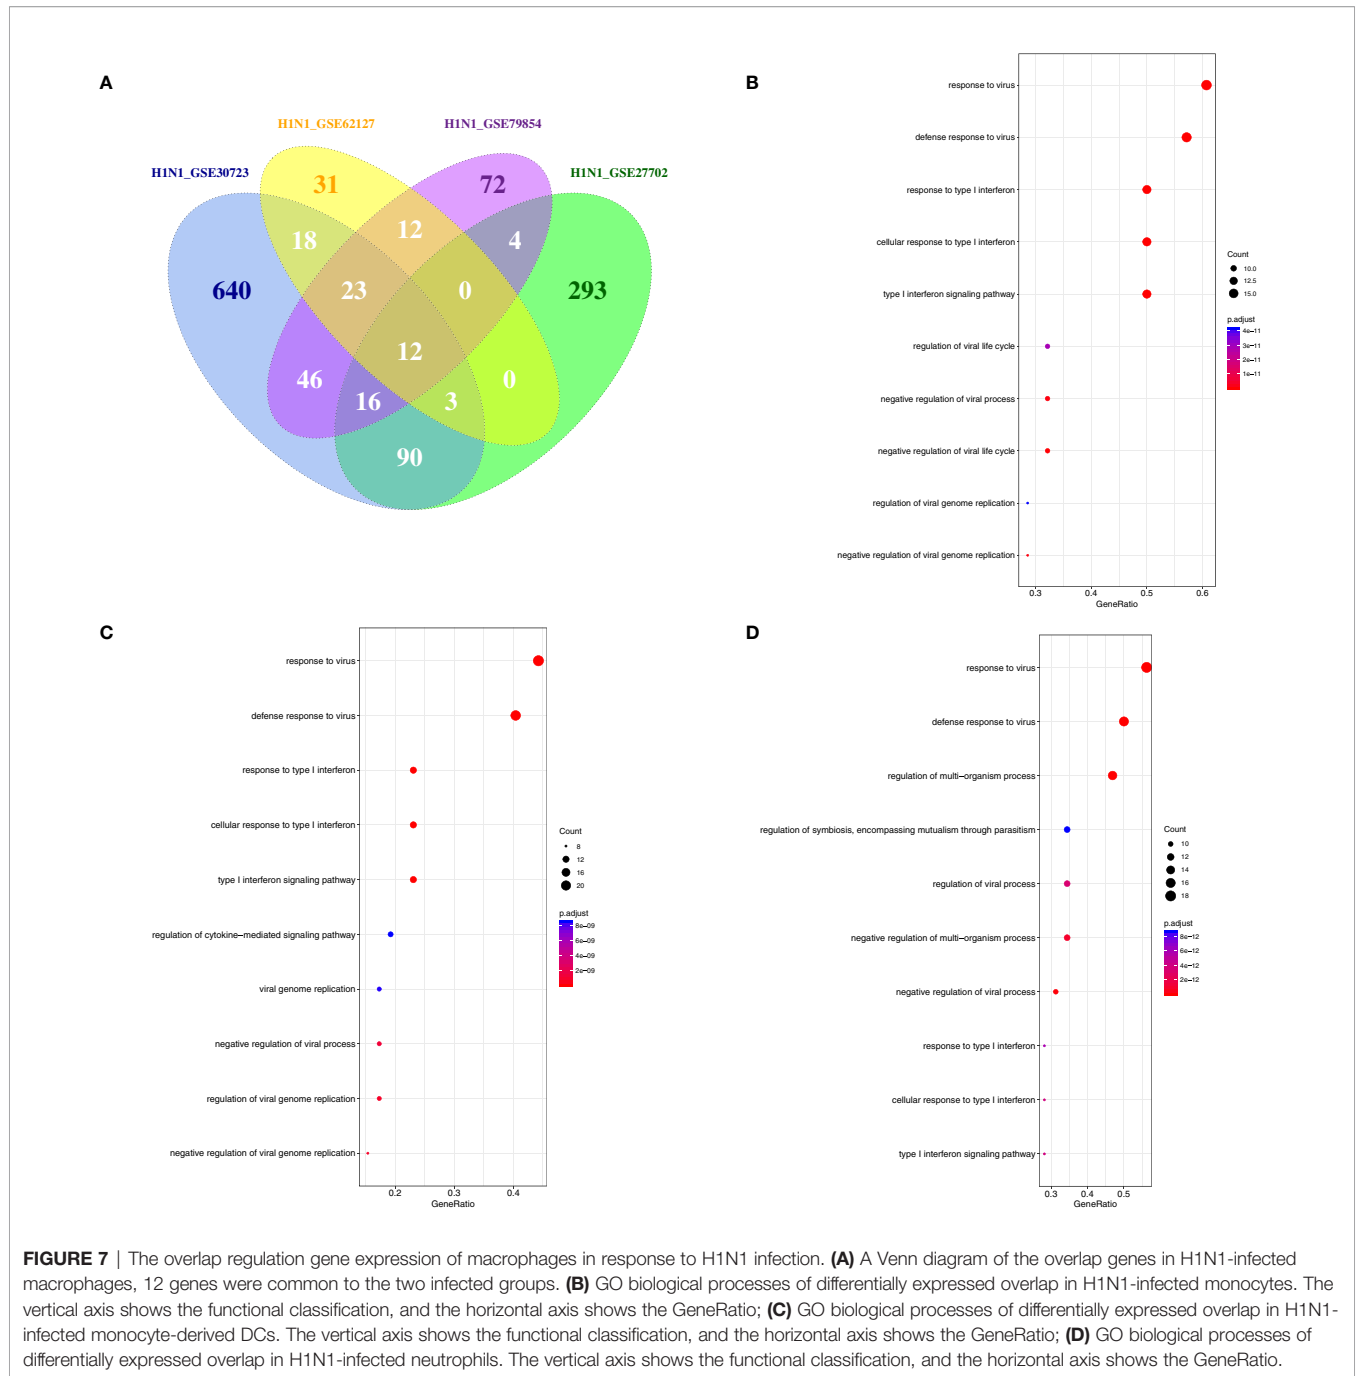 A
H1N1_GSE62127
H1N1_GSE79854
H1N1_GSE30723
H1N1_GSE27702
31
72
18
12
4
640
23
0
293
12
46
0
16
3
90
B
response to virus
defense response to virus
response to type I interferon
cellular response to type I interferon
type I interferon signaling pathway
regulation of viral life cycle
negative regulation of viral process
negative regulation of viral life cycle
regulation of viral genome replication
negative regulation of viral genome replication
0.3 0.4 0.5 0.6
GeneRatio
Count
10.0
12.5
15.0
p.adjust
4e−11
3e−11
2e−11
1e−11
C
response to virus
defense response to virus
response to type I interferon
cellular response to type I interferon
type I interferon signaling pathway
regulation of cytokine−mediated signaling pathway
viral genome replication
negative regulation of viral process
regulation of viral genome replication
negative regulation of viral genome replication
0.2 0.3 0.4
GeneRatio
Count
8
12
16
20
p.adjust
8e−09
6e−09
4e−09
2e−09
D
response to virus
defense response to virus
regulation of multi−organism process
regulation of symbiosis, encompassing mutualism through parasitism
regulation of viral process
negative regulation of multi−organism process
negative regulation of viral process
response to type I interferon
cellular response to type I interferon
type I interferon signaling pathway
0.3 0.4 0.5
GeneRatio
Count
10
12
14
16
18
p.adjust
8e−12
6e−12
4e−12
2e−12
FIGURE 7 | The overlap regulation gene expression of macrophages in response to H1N1 infection. (A) A Venn diagram of the overlap genes in H1N1-infected
macrophages, 12 genes were common to the two infected groups. (B) GO biological processes of differentially expressed overlap in H1N1-infected monocytes. The
vertical axis shows the functional classification, and the horizontal axis shows the GeneRatio; (C) GO biological processes of differentially expressed overlap in H1N1-
infected monocyte-derived DCs. The vertical axis shows the functional classification, and the horizontal axis shows the GeneRatio; (D) GO biological processes of
differentially expressed overlap in H1N1-infected neutrophils. The vertical axis shows the functional classification, and the horizontal axis shows the GeneRatio.